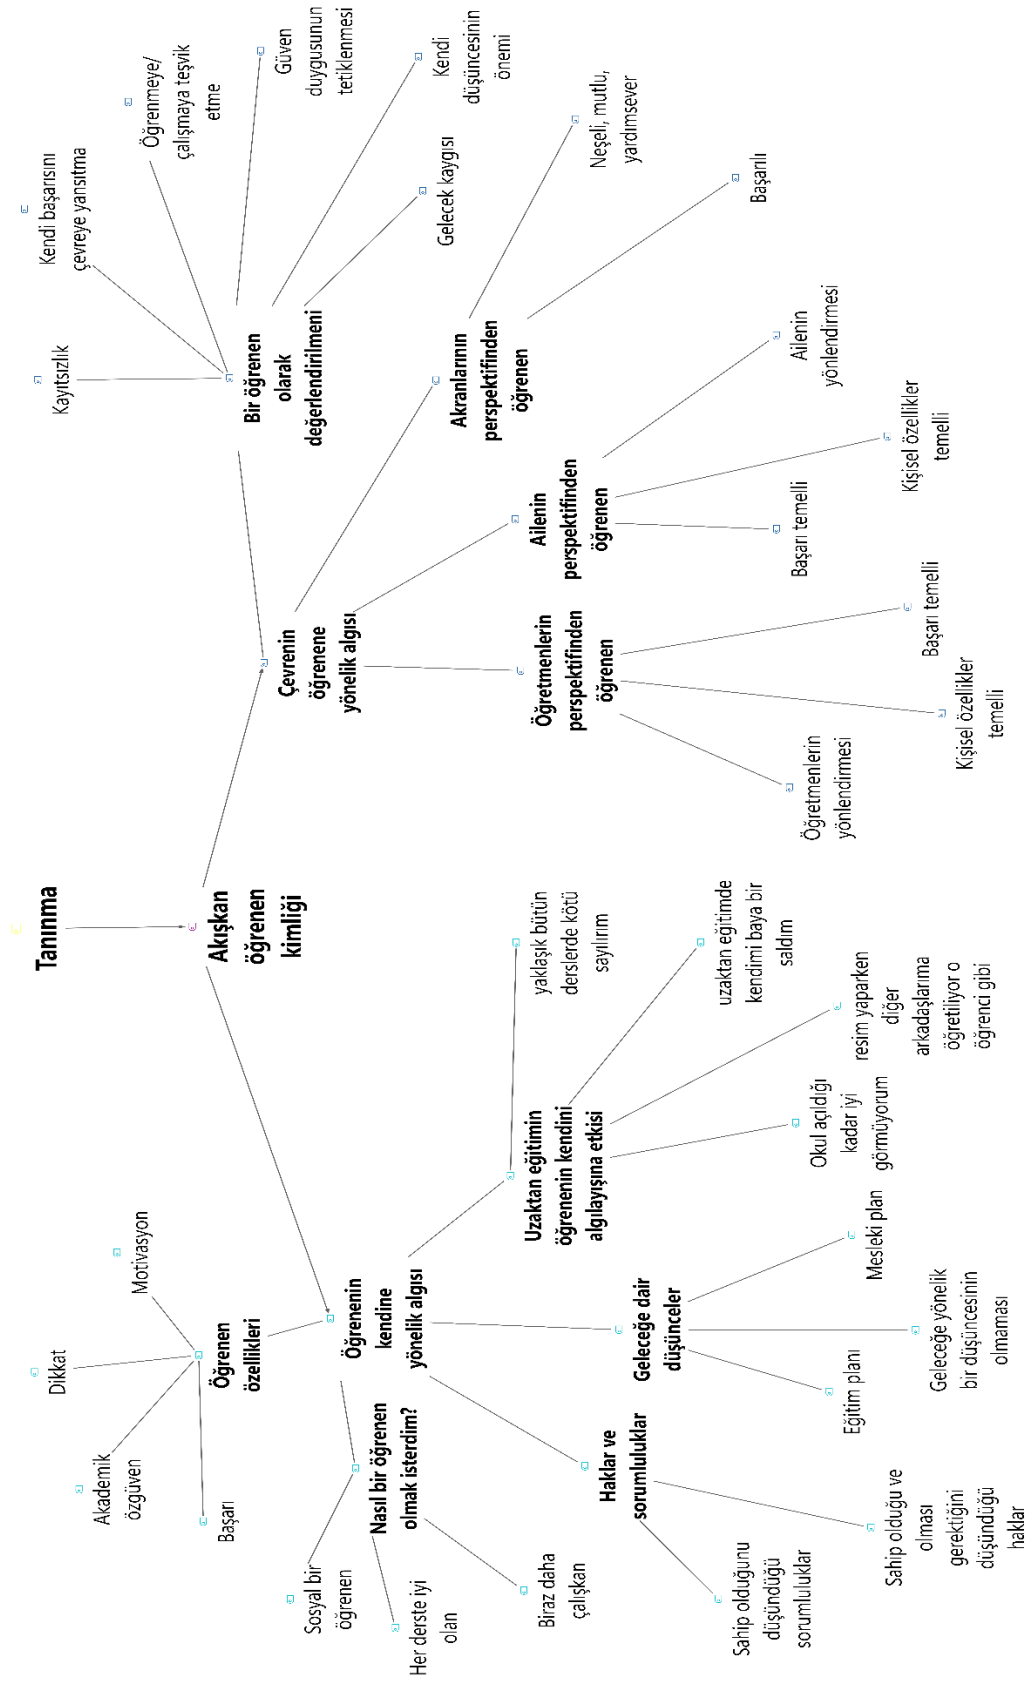 Tanınma
Akışkan
öğrenen
kimliği
Öğrenenin
kendine
yönelik algısı
Öğrenen
özellikleri
Başarı
Akademik
özgüven
Dikkat
Motivasyon
Nasıl bir öğrenen
olmak isterdim?
Sosyal bir
öğrenen
Her derste iyi
olan
Biraz daha
çalışkan
Haklar ve
sorumluluklar
Sahip olduğunu
düşündüğü
sorumluluklar
Sahip olduğu ve
olması
gerektiğini
düşündüğü
haklar
Geleceğe dair
düşünceler
Eğitim planı
Geleceğe yönelik
bir düşüncesinin
olmaması
Mesleki plan
Uzaktan eğitimin
öğrenenin kendini
algılayışına etkisi
Okul açıldığı
kadar iyi
görmüyorum
resim yaparken
diğer
arkadaşlarıma
öğretiliyor o
öğrenci gibi
uzaktan eğitimde
kendimi baya bir
saldım
yaklaşık bütün
derslerde kötü
sayılırım
Çevrenin
öğrenene
yönelik algısı
Öğretmenlerin
perspektifinden
öğrenen
Öğretmenlerin
yönlendirmesi
Kişisel özellikler
temelli
Başarı temelli
Ailenin
perspektifinden
öğrenen
Başarı temelli
Kişisel özellikler
temelli
Ailenin
yönlendirmesi
Akranlarının
perspektifinden
öğrenen
Başarılı
Neşeli, mutlu,
yardımsever
Bir öğrenen
olarak
değerlendirilmeni
Kayıtsızlık
Kendi başarısını
çevreye yansıtma
Öğrenmeye/
çalışmaya teşvik
etme
Güven
duygusunun
tetiklenmesi
Kendi
düşüncesinin
önemi
Gelecek kaygısı